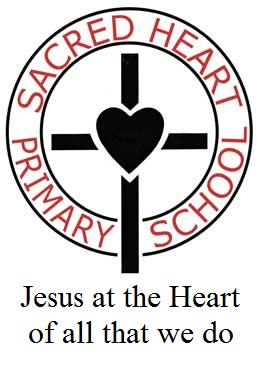 SACRED HEART
PRIMARY SCHOOL
Jesus at the Heart
of all that we do